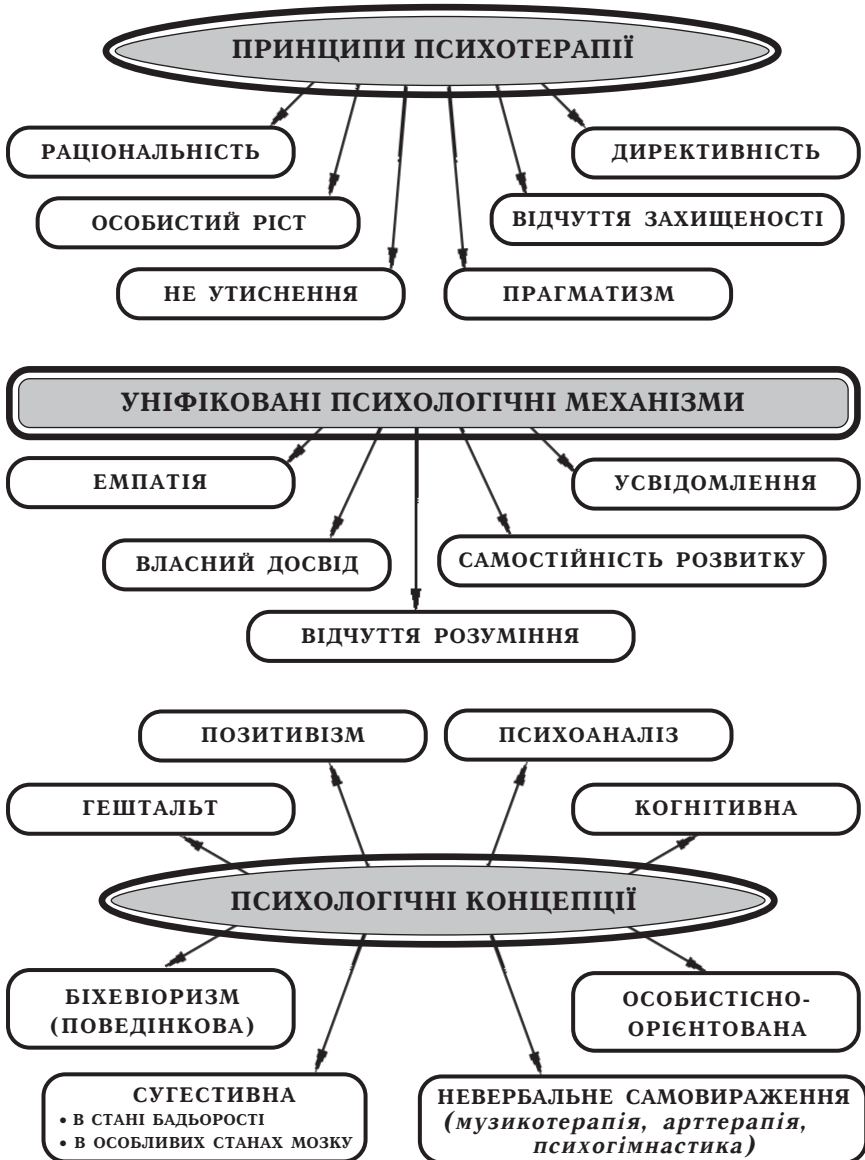 ПРИНЦИПИ ПСИХОТЕРАПІЇ
РАЦІОНАЛЬНІСТЬ
ДИРЕКТИВНІСТЬ
ОСОБИСТИЙ РІСТ
ВІДЧУТТЯ ЗАХИЩЕНОСТІ
НЕ УТИСНЕННЯ
ПРАГМАТИЗМ
УНІФІКОВАНІ ПСИХОЛОГІЧНІ МЕХАНІЗМИ
ЕМПАТІЯ
УСВІДОМЛЕННЯ
ВЛАСНИЙ ДОСВІД
САМОСТІЙНІСТЬ РОЗВИТКУ
ВІДЧУТТЯ РОЗУМІННЯ
ПОЗИТИВІЗМ
ПСИХОАНАЛІЗ
ГЕШТАЛЬТ
КОГНІТИВНА
ПСИХОЛОГІЧНІ КОНЦЕПЦІЇ
БІХЕВІОРИЗМ
(ПОВЕДІНКОВА)
ОСОБИСТІСНО-
ОРІЄНТОВАНА
СУГЕСТИВНА
• В СТАНІ БАДЬОРОСТІ
• В ОСОБЛИВИХ СТАНАХ МОЗКУ
НЕВЕРБАЛЬНЕ САМОВИРАЖЕННЯ
(музикотерапія, арттерапія,
психогімнастика)